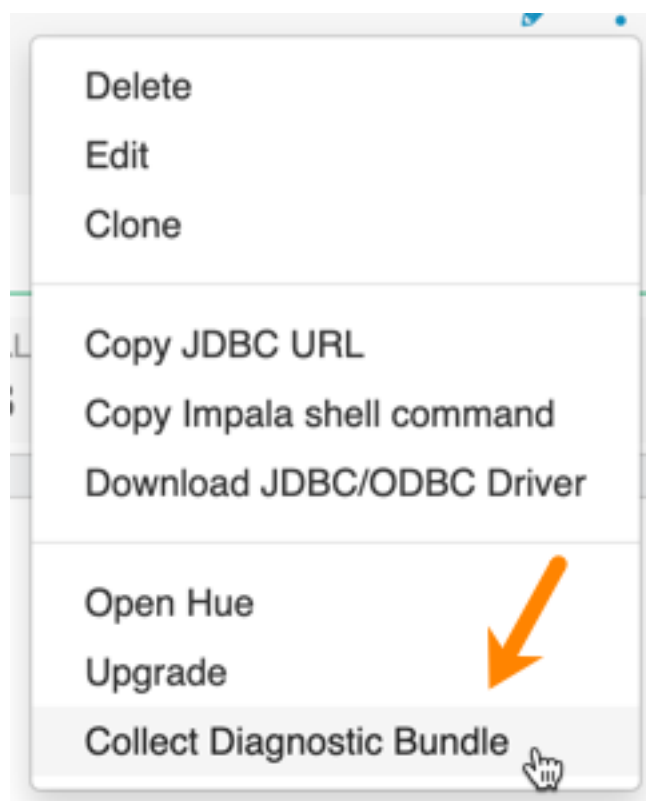 Delete
Edit
Clone
Copy JDBC URL
Copy Impala shell command
Download JDBC/ODBC Driver
Open Hue
Upgrade
Collect Diagnostic Bundle